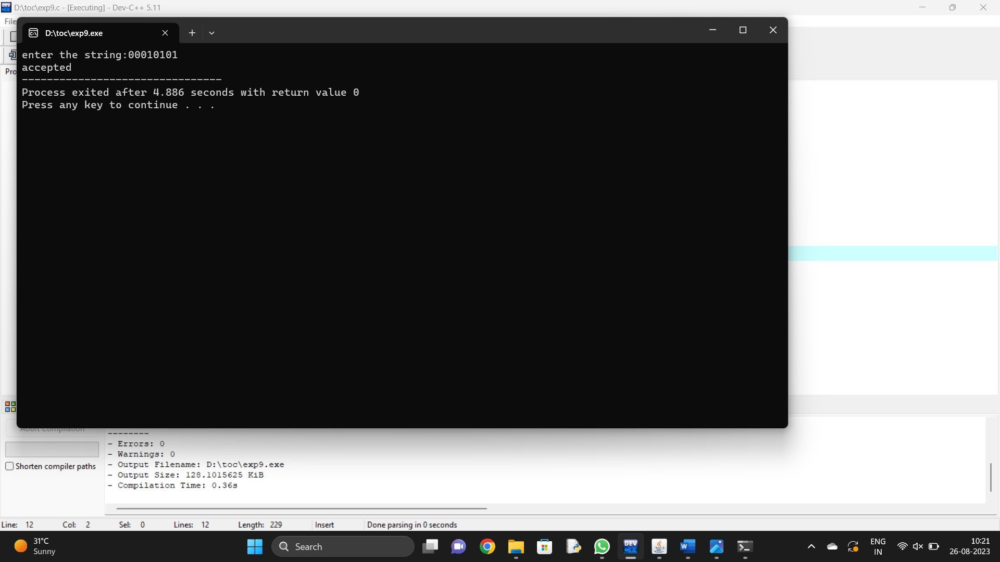 D:\toc\exp9.c - [Executing] - Dev-C++ 5.11
File
D:\toc\exp9.exe
enter the string:00010101
accepted
--------------------------------
Process exited after 4.886 seconds with return value 0
Press any key to continue . . .
Pro
Abort Compilation
Shorten compiler paths
--------
- Errors: 0
- Warnings: 0
- Output Filename: D:\toc\exp9.exe
- Output Size: 128.1015625 KiB
- Compilation Time: 0.36s
Line: 12 Col: 2 Sel: 0 Lines: 12 Length: 229 Insert Done parsing in 0 seconds
31°C
Sunny
Search
DEV
C++
W
ENG
IN
10:21
26-08-2023